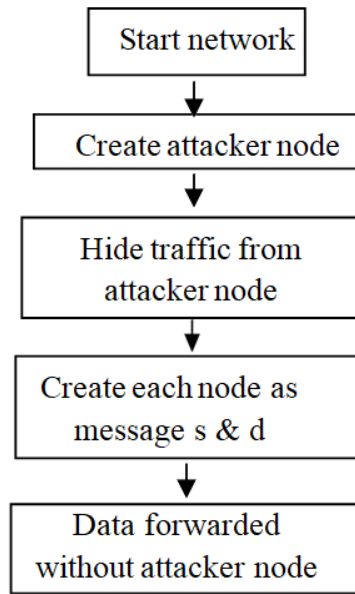 Start network
Create attacker node
Hide traffic from
attacker node
Create each node as
message s & d
Data forwarded
without attacker node